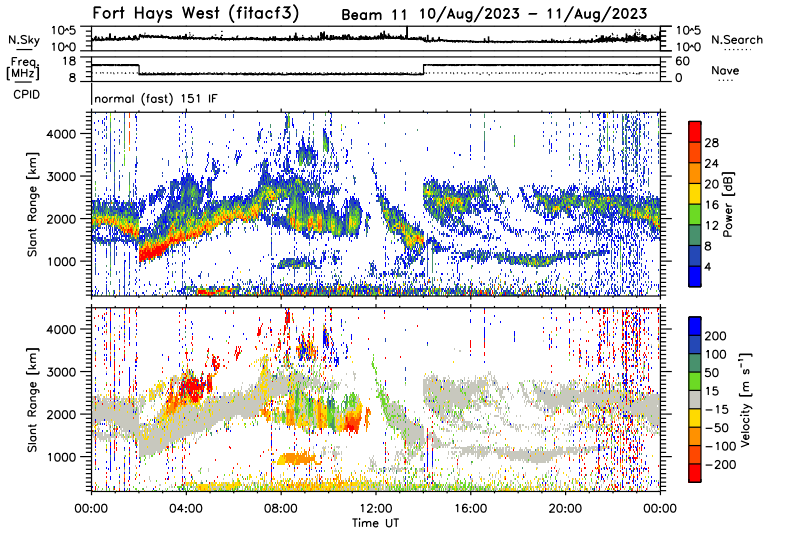 Fort Hays West (fitacf3) Beam 11 10/Aug/2023 - 11/Aug/2023
N.Sky 10^5 10^0 10^5 10^0 N.Search
Freq. [MHz] 18 8 60 0 Nave
CPID normal (fast) 151 IF
Slant Range [km]
4000
3000
2000
1000
28
24
20
16
12
8
4
Power [dB]
Slant Range [km]
4000
3000
2000
1000
200
100
50
15
-15
-50
-100
-200
Velocity [m s⁻¹]
00:00 04:00 08:00 12:00 16:00 20:00 00:00
Time UT